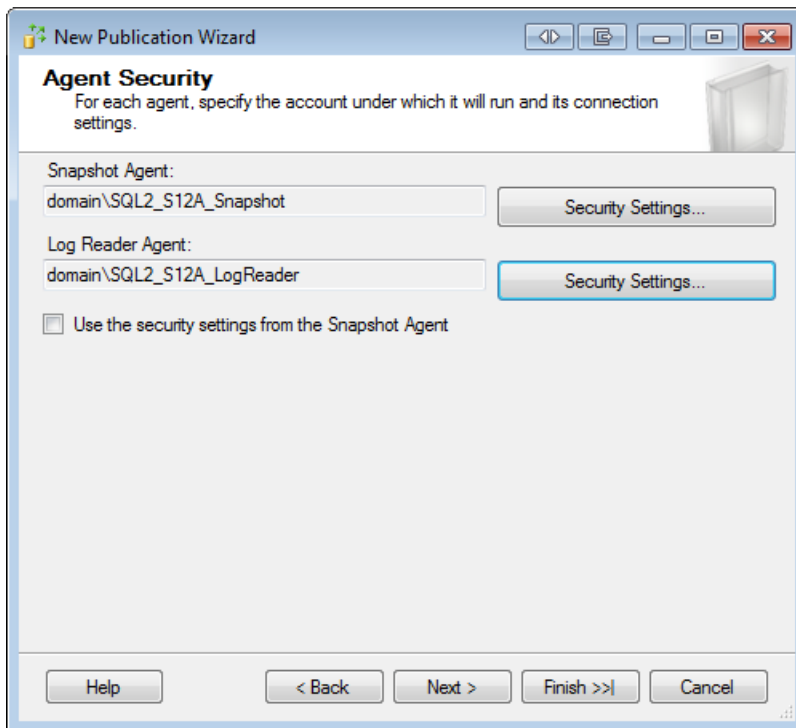 New Publication Wizard
Agent Security
For each agent, specify the account under which it will run and its connection
settings.
Snapshot Agent:
domain\SQL2_S12A_Snapshot
Security Settings...
Log Reader Agent:
domain\SQL2_S12A_LogReader
Security Settings...
Use the security settings from the Snapshot Agent
Help
< Back
Next >
Finish >>|
Cancel